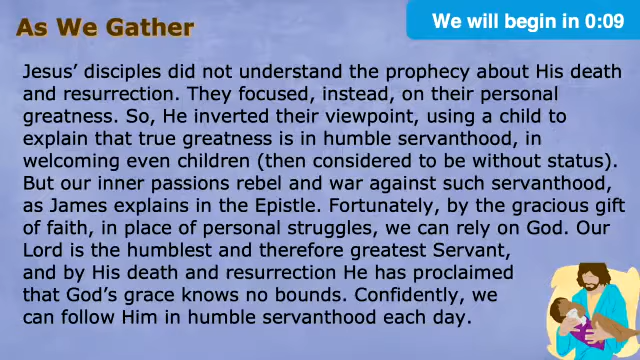 As We Gather
We will begin in 0:09
Jesus’ disciples did not understand the prophecy about His death
and resurrection. They focused, instead, on their personal
greatness. So, He inverted their viewpoint, using a child to
explain that true greatness is in humble servanthood, in
welcoming even children (then considered to be without status).
But our inner passions rebel and war against such servanthood,
as James explains in the Epistle. Fortunately, by the gracious gift
of faith, in place of personal struggles, we can rely on God. Our
Lord is the humblest and therefore greatest Servant,
and by His death and resurrection He has proclaimed
that God’s grace knows no bounds. Confidently, we
can follow Him in humble servanthood each day.